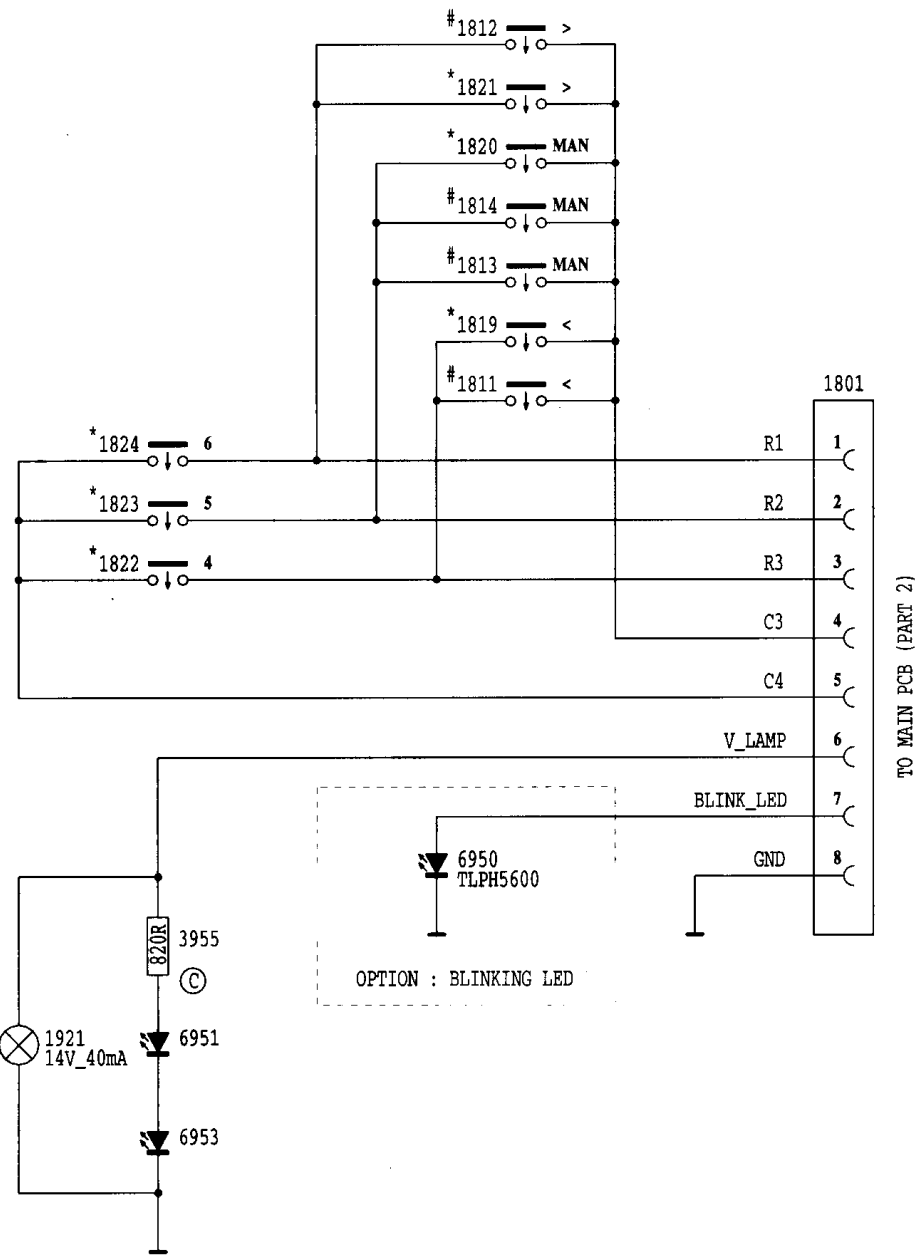 #1812 >
*1821 >
*1820 MAN
#1814 MAN
#1813 MAN
*1819 <
#1811 <
1801
*1824 6
R1 1
*1823 5
R2 2
*1822 4
R3 3
C3 4
C4 5
TO MAIN PCB (PART 2)
V_LAMP 6
BLINK_LED 7
6950
TLPH5600
GND 8
820R 3955
C
OPTION : BLINKING LED
1921
14V_40mA
6951
6953